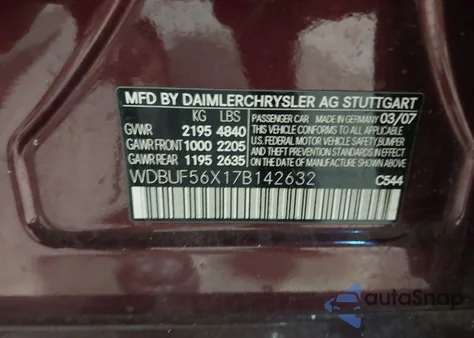 MFD BY DAIMLERCHRYSLER AG STUTTGART
KG LBS
GVWR 2195 4840
GAWR FRONT 1000 2205
GAWR REAR 1195 2635
PASSENGER CAR MADE IN GERMANY 03/07
THIS VEHICLE CONFORMS TO ALL APPLICABLE
U.S. FEDERAL MOTOR VEHICLE SAFETY, BUMPER
AND THEFT PREVENTION STANDARDS IN EFFECT
ON THE DATE OF MANUFACTURE SHOWN ABOVE
WDBUF56X17B142632
C544
autoSnap